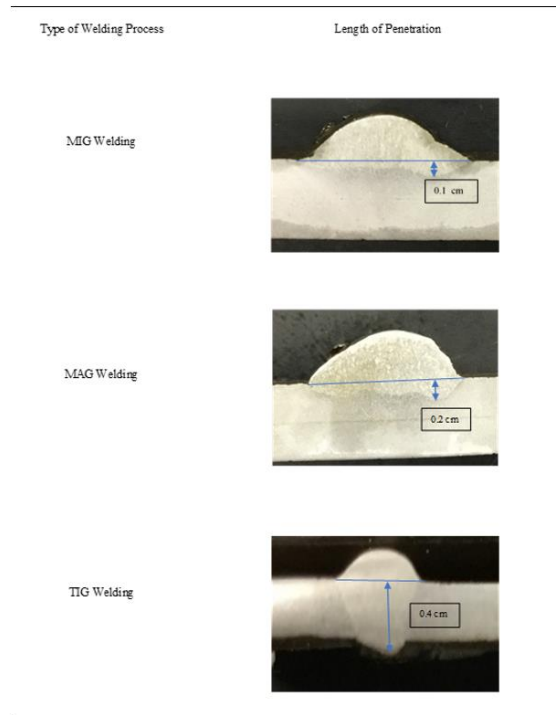 Type of Welding Process Length of Penetration
MIG Welding
0.1 cm
MAG Welding
0.2 cm
TIG Welding
0.4 cm